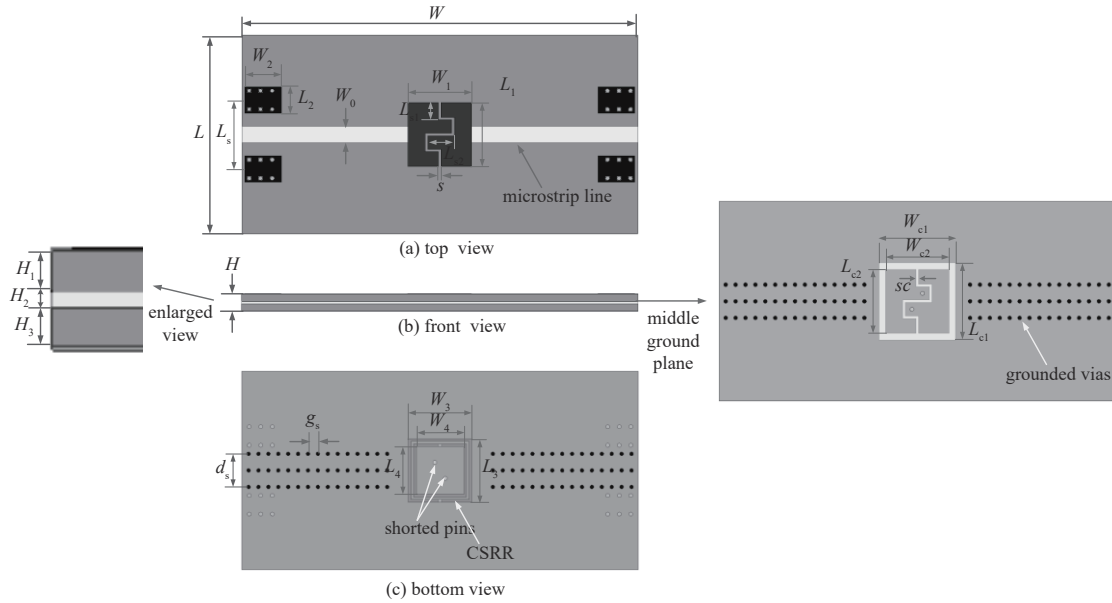 W
W2
L2
W0
W1
L1
Ls1
L
Ls
Ls2
s
microstrip line
(a) top view
H1
H2
H3
enlarged
view
H
(b) front view
middle
ground
plane
Wc1
Wc2
Lc2
sc
Lc1
grounded vias
W3
W4
gs
ds
L4
L3
shorted pins
CSRR
(c) bottom view